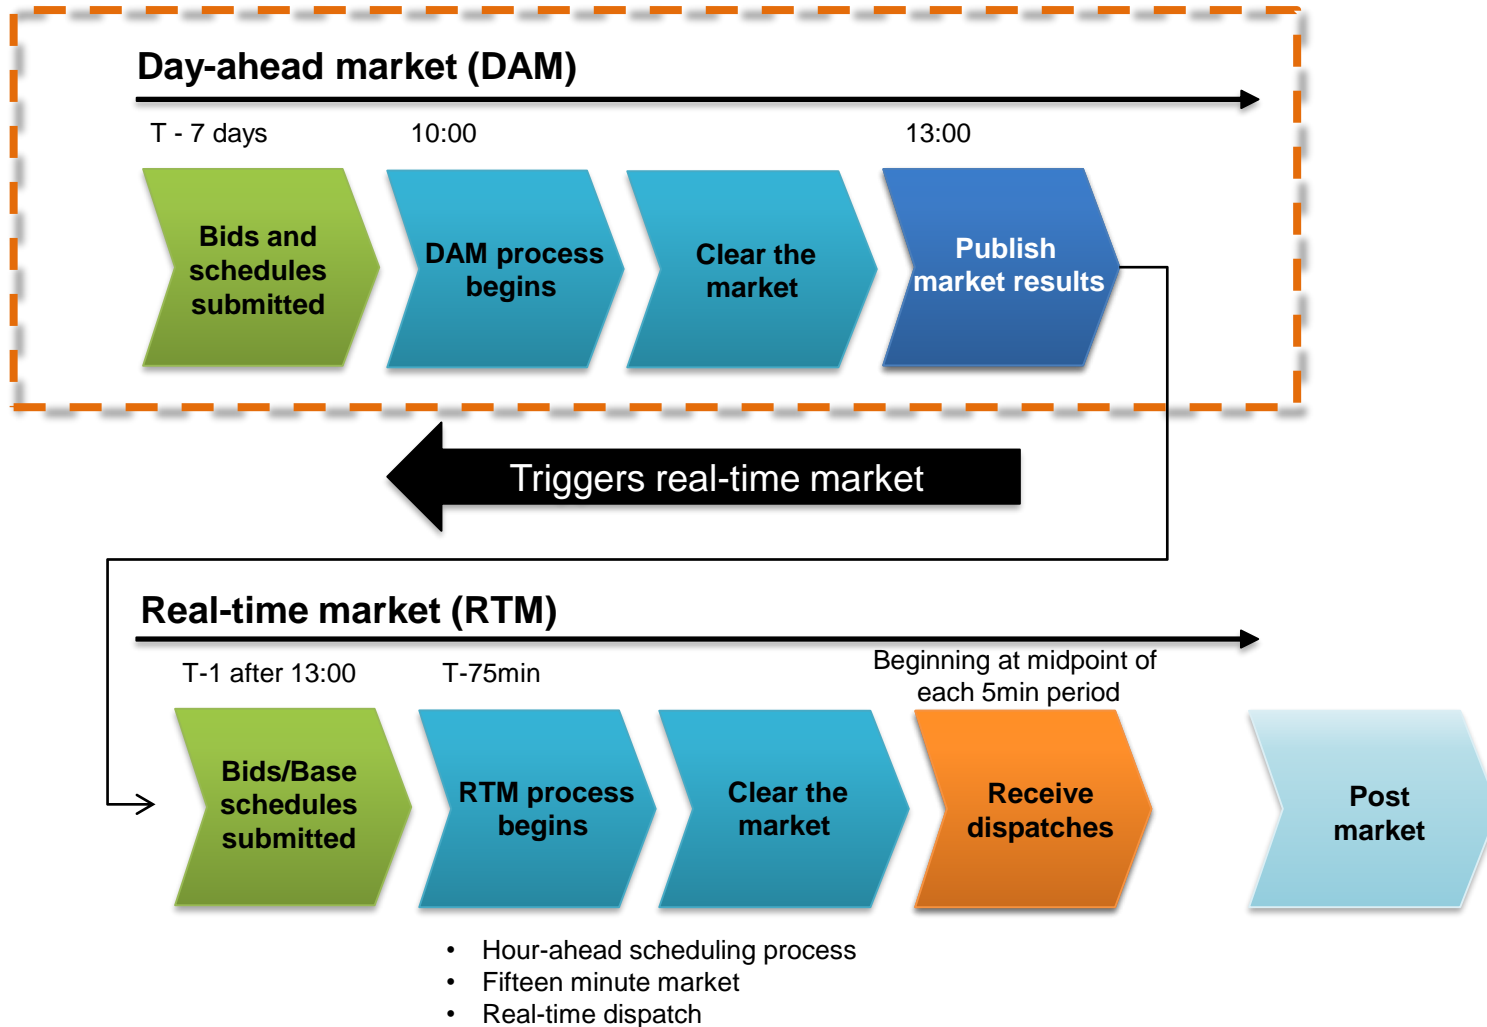 Day-ahead market (DAM)
T - 7 days
10:00
13:00
Bids and
schedules
submitted
DAM process
begins
Clear the
market
Publish
market results
Triggers real-time market
Real-time market (RTM)
T-1 after 13:00
T-75min
Beginning at midpoint of
each 5min period
Bids/Base
schedules
submitted
RTM process
begins
Clear the
market
Receive
dispatches
Post
market
• Hour-ahead scheduling process
• Fifteen minute market
• Real-time dispatch